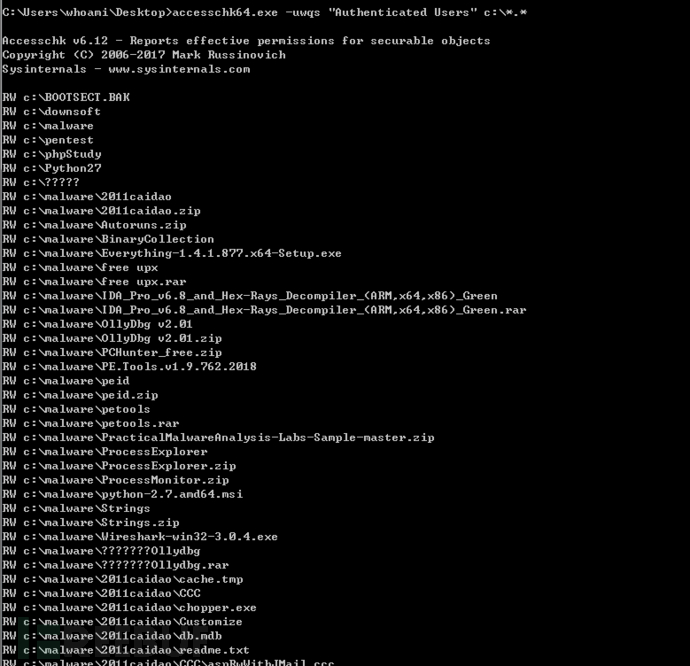 C:\Users\whoami\Desktop>accesschk64.exe -uwqs "Authenticated Users" c:\*.*
Accesschk v6.12 - Reports effective permissions for securable objects
Copyright (C) 2006-2017 Mark Russinovich
Sysinternals - www.sysinternals.com
RW c:\BOOTSECT.BAK
RW c:\downsoft
RW c:\malware
RW c:\pentest
RW c:\phpStudy
RW c:\Python27
RW c:\?????
RW c:\malware\2011caidao
RW c:\malware\2011caidao.zip
RW c:\malware\Autoruns.zip
RW c:\malware\BinaryCollection
RW c:\malware\Everything-1.4.1.877.x64-Setup.exe
RW c:\malware\free upx
RW c:\malware\free upx.rar
RW c:\malware\IDA_Pro_v6.8_and_Hex-Rays_Decompiler_(ARM,x64,x86)_Green
RW c:\malware\IDA_Pro_v6.8_and_Hex-Rays_Decompiler_(ARM,x64,x86)_Green.rar
RW c:\malware\OllyDbg v2.01
RW c:\malware\OllyDbg v2.01.zip
RW c:\malware\PCHunter_free.zip
RW c:\malware\PE.Tools.v1.9.762.2018
RW c:\malware\peid
RW c:\malware\peid.zip
RW c:\malware\petools
RW c:\malware\petools.rar
RW c:\malware\PracticalMalwareAnalysis-Labs-Sample-master.zip
RW c:\malware\ProcessExplorer
RW c:\malware\ProcessExplorer.zip
RW c:\malware\ProcessMonitor.zip
RW c:\malware\python-2.7.amd64.msi
RW c:\malware\Strings
RW c:\malware\Strings.zip
RW c:\malware\Wireshark-win32-3.0.4.exe
RW c:\malware\???????Ollydbg
RW c:\malware\???????Ollydbg.rar
RW c:\malware\2011caidao\cache.tmp
RW c:\malware\2011caidao\CCC
RW c:\malware\2011caidao\chopper.exe
RW c:\malware\2011caidao\Customize
RW c:\malware\2011caidao\db.mdb
RW c:\malware\2011caidao\readme.txt
RW c:\malware\2011caidao\CCC\aspRwWithJMail.ccc